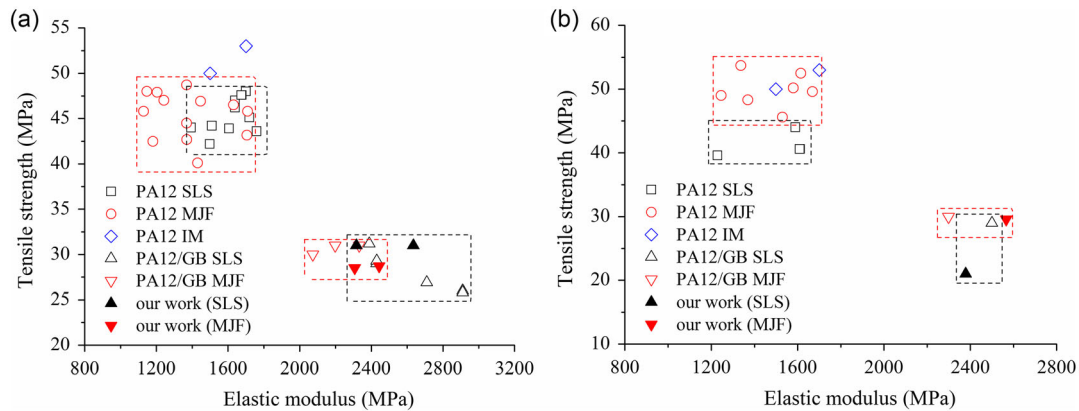 (a)
Tensile strength (MPa)
55
50
45
40
35
30
25
20
800 1200 1600 2000 2400 2800 3200
Elastic modulus (MPa)
PA12 SLS
PA12 MJF
PA12 IM
PA12/GB SLS
PA12/GB MJF
our work (SLS)
our work (MJF)
(b)
Tensile strength (MPa)
60
50
40
30
20
10
800 1200 1600 2000 2400 2800
Elastic modulus (MPa)
PA12 SLS
PA12 MJF
PA12 IM
PA12/GB SLS
PA12/GB MJF
our work (SLS)
our work (MJF)